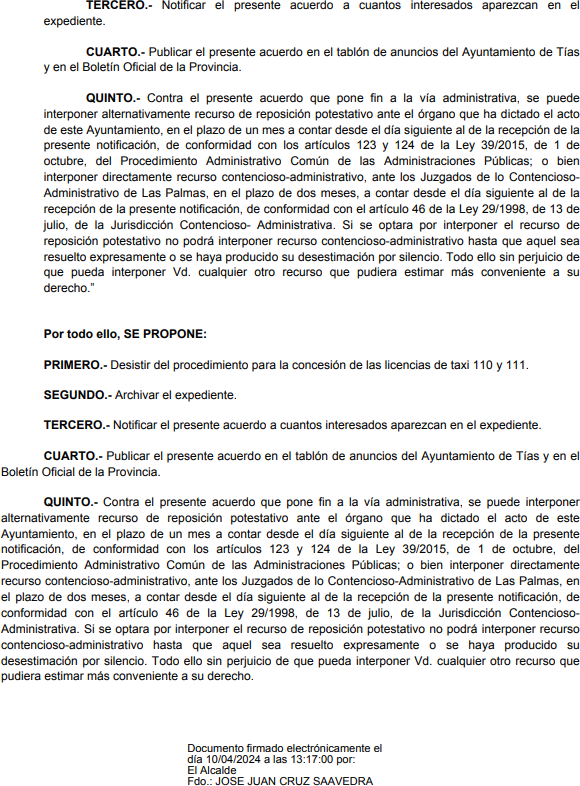 TERCERO.- Notificar el presente acuerdo a cuantos interesados aparezcan en el
expediente.
CUARTO.- Publicar el presente acuerdo en el tablón de anuncios del Ayuntamiento de Tías
y en el Boletín Oficial de la Provincia.
QUINTO.- Contra el presente acuerdo que pone fin a la vía administrativa, se puede
interponer alternativamente recurso de reposición potestativo ante el órgano que ha dictado el acto
de este Ayuntamiento, en el plazo de un mes a contar desde el día siguiente al de la recepción de la
presente notificación, de conformidad con los artículos 123 y 124 de la Ley 39/2015, de 1 de
octubre, del Procedimiento Administrativo Común de las Administraciones Públicas; o bien
interponer directamente recurso contencioso-administrativo, ante los Juzgados de lo Contencioso-
Administrativo de Las Palmas, en el plazo de dos meses, a contar desde el día siguiente al de la
recepción de la presente notificación, de conformidad con el artículo 46 de la Ley 29/1998, de 13 de
julio, de la Jurisdicción Contencioso- Administrativa. Si se optara por interponer el recurso de
reposición potestativo no podrá interponer recurso contencioso-administrativo hasta que aquel sea
resuelto expresamente o se haya producido su desestimación por silencio. Todo ello sin perjuicio de
que pueda interponer Vd. cualquier otro recurso que pudiera estimar más conveniente a su
derecho.”
Por todo ello, SE PROPONE:
PRIMERO.- Desistir del procedimiento para la concesión de las licencias de taxi 110 y 111.
SEGUNDO.- Archivar el expediente.
TERCERO.- Notificar el presente acuerdo a cuantos interesados aparezcan en el expediente.
CUARTO.- Publicar el presente acuerdo en el tablón de anuncios del Ayuntamiento de Tías y en el
Boletín Oficial de la Provincia.
QUINTO.- Contra el presente acuerdo que pone fin a la vía administrativa, se puede interponer
alternativamente recurso de reposición potestativo ante el órgano que ha dictado el acto de este
Ayuntamiento, en el plazo de un mes a contar desde el día siguiente al de la recepción de la presente
notificación, de conformidad con los artículos 123 y 124 de la Ley 39/2015, de 1 de octubre, del
Procedimiento Administrativo Común de las Administraciones Públicas; o bien interponer directamente
recurso contencioso-administrativo, ante los Juzgados de lo Contencioso-Administrativo de Las Palmas, en
el plazo de dos meses, a contar desde el día siguiente al de la recepción de la presente notificación, de
conformidad con el artículo 46 de la Ley 29/1998, de 13 de julio, de la Jurisdicción Contencioso-
Administrativa. Si se optara por interponer el recurso de reposición potestativo no podrá interponer recurso
contencioso-administrativo hasta que aquel sea resuelto expresamente o se haya producido su
desestimación por silencio. Todo ello sin perjuicio de que pueda interponer Vd. cualquier otro recurso que
pudiera estimar más conveniente a su derecho.
Documento firmado electrónicamente el
día 10/04/2024 a las 13:17:00 por:
El Alcalde
Fdo.: JOSE JUAN CRUZ SAAVEDRA